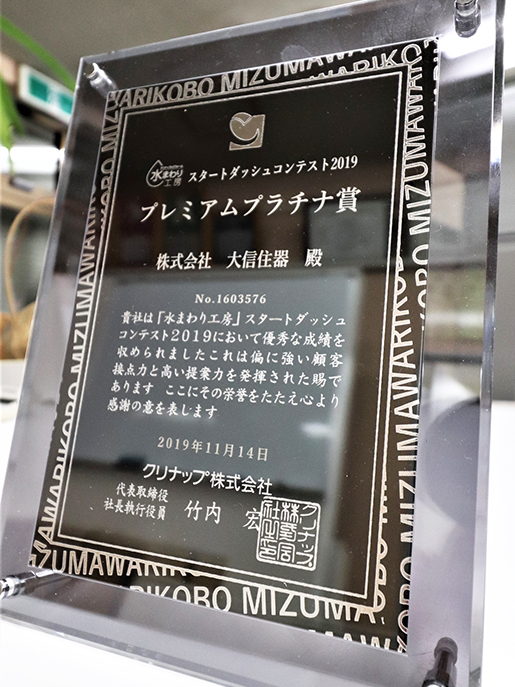 WARIKOBO MIZUMAWARIKOBO
水まわり工房 スタートダッシュコンテスト2019
プレミアムプラチナ賞
株式会社 大信住器 殿
No.1603576
貴社は「水まわり工房」スタートダッシュ
コンテスト2019において優秀な成績を
収められましたこれは偏に強い顧客
接点力と高い提案力を発揮された賜で
あります ここにその栄誉をたたえ心より
感謝の意を表します
2019年11月14日
クリナップ株式会社
代表取締役
社長執行役員 竹内 宏
MIZUMAWARIKOBO MIZUMAWARIKOBO